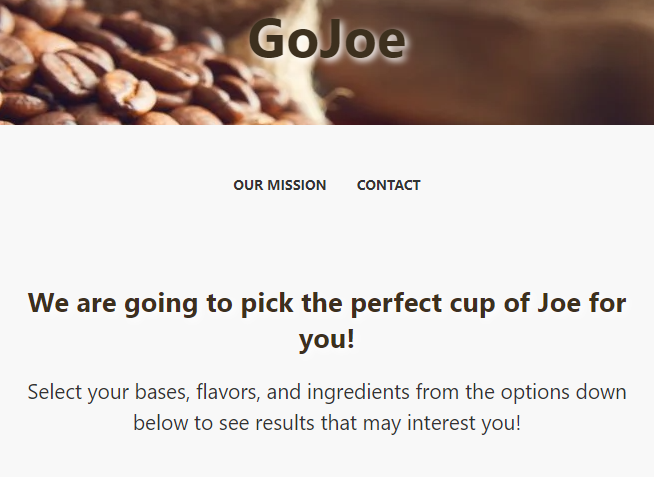 GoJoe
OUR MISSION CONTACT
We are going to pick the perfect cup of Joe for
you!
Select your bases, flavors, and ingredients from the options down
below to see results that may interest you!